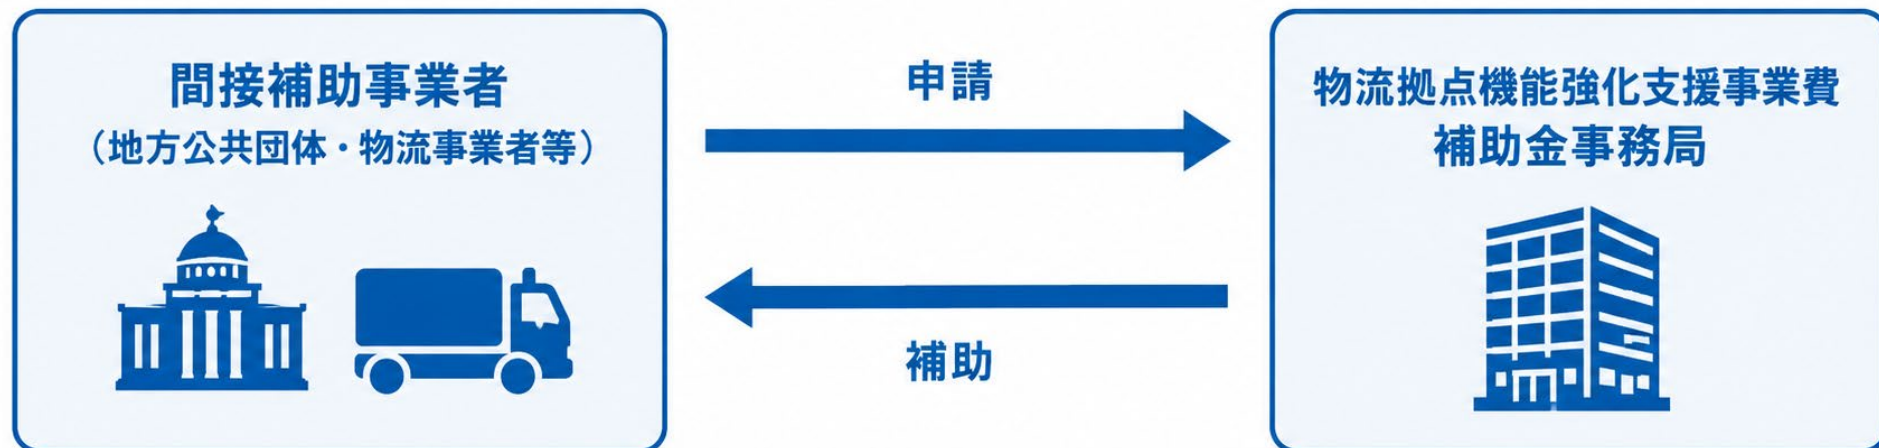 間接補助事業者
（地方公共団体・物流事業者等）
申請
補助
物流拠点機能強化支援事業費
補助金事務局